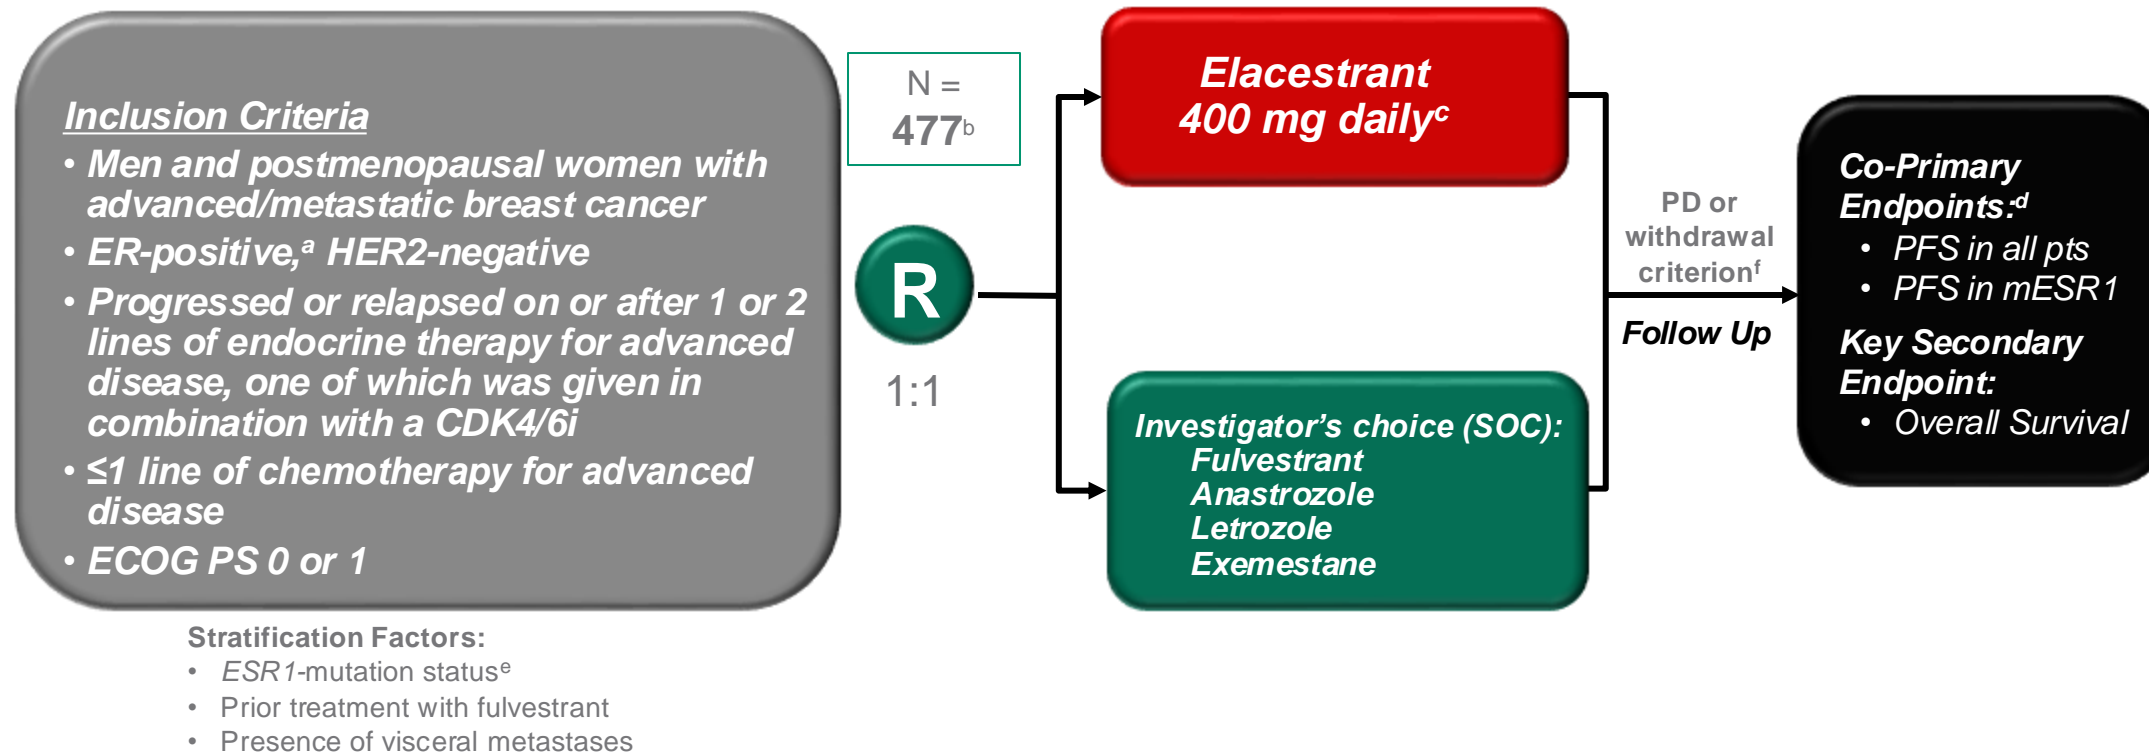 Inclusion Criteria
• Men and postmenopausal women with
advanced/metastatic breast cancer
• ER-positive,ᵃ HER2-negative
• Progressed or relapsed on or after 1 or 2
lines of endocrine therapy for advanced
disease, one of which was given in
combination with a CDK4/6i
• ≤1 line of chemotherapy for advanced
disease
• ECOG PS 0 or 1
Stratification Factors:
• ESR1-mutation statusᵉ
• Prior treatment with fulvestrant
• Presence of visceral metastases
N =
477ᵇ
R
1:1
Elacestrant
400 mg dailyᶜ
Investigator’s choice (SOC):
Fulvestrant
Anastrozole
Letrozole
Exemestane
PD or
withdrawal
criterionᶠ
Follow Up
Co-Primary
Endpoints:ᵈ
• PFS in all pts
• PFS in mESR1
Key Secondary
Endpoint:
• Overall Survival